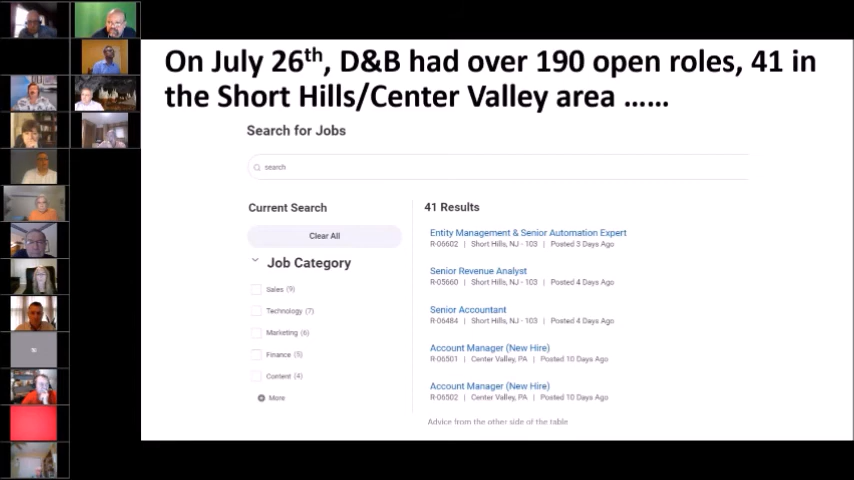 On July 26th, D&B had over 190 open roles, 41 in
the Short Hills/Center Valley area ......
Search for Jobs
search
Current Search
Clear All
Job Category
Sales (9)
Technology (7)
Marketing (6)
Finance (5)
Content (4)
More
41 Results
Entity Management & Senior Automation Expert
R-06602 | Short Hills, NJ - 103 | Posted 3 Days Ago
Senior Revenue Analyst
R-05660 | Short Hills, NJ - 103 | Posted 4 Days Ago
Senior Accountant
R-06484 | Short Hills, NJ - 103 | Posted 4 Days Ago
Account Manager (New Hire)
R-06501 | Center Valley, PA | Posted 10 Days Ago
Account Manager (New Hire)
R-06502 | Center Valley, PA | Posted 10 Days Ago
Advice from the other side of the table